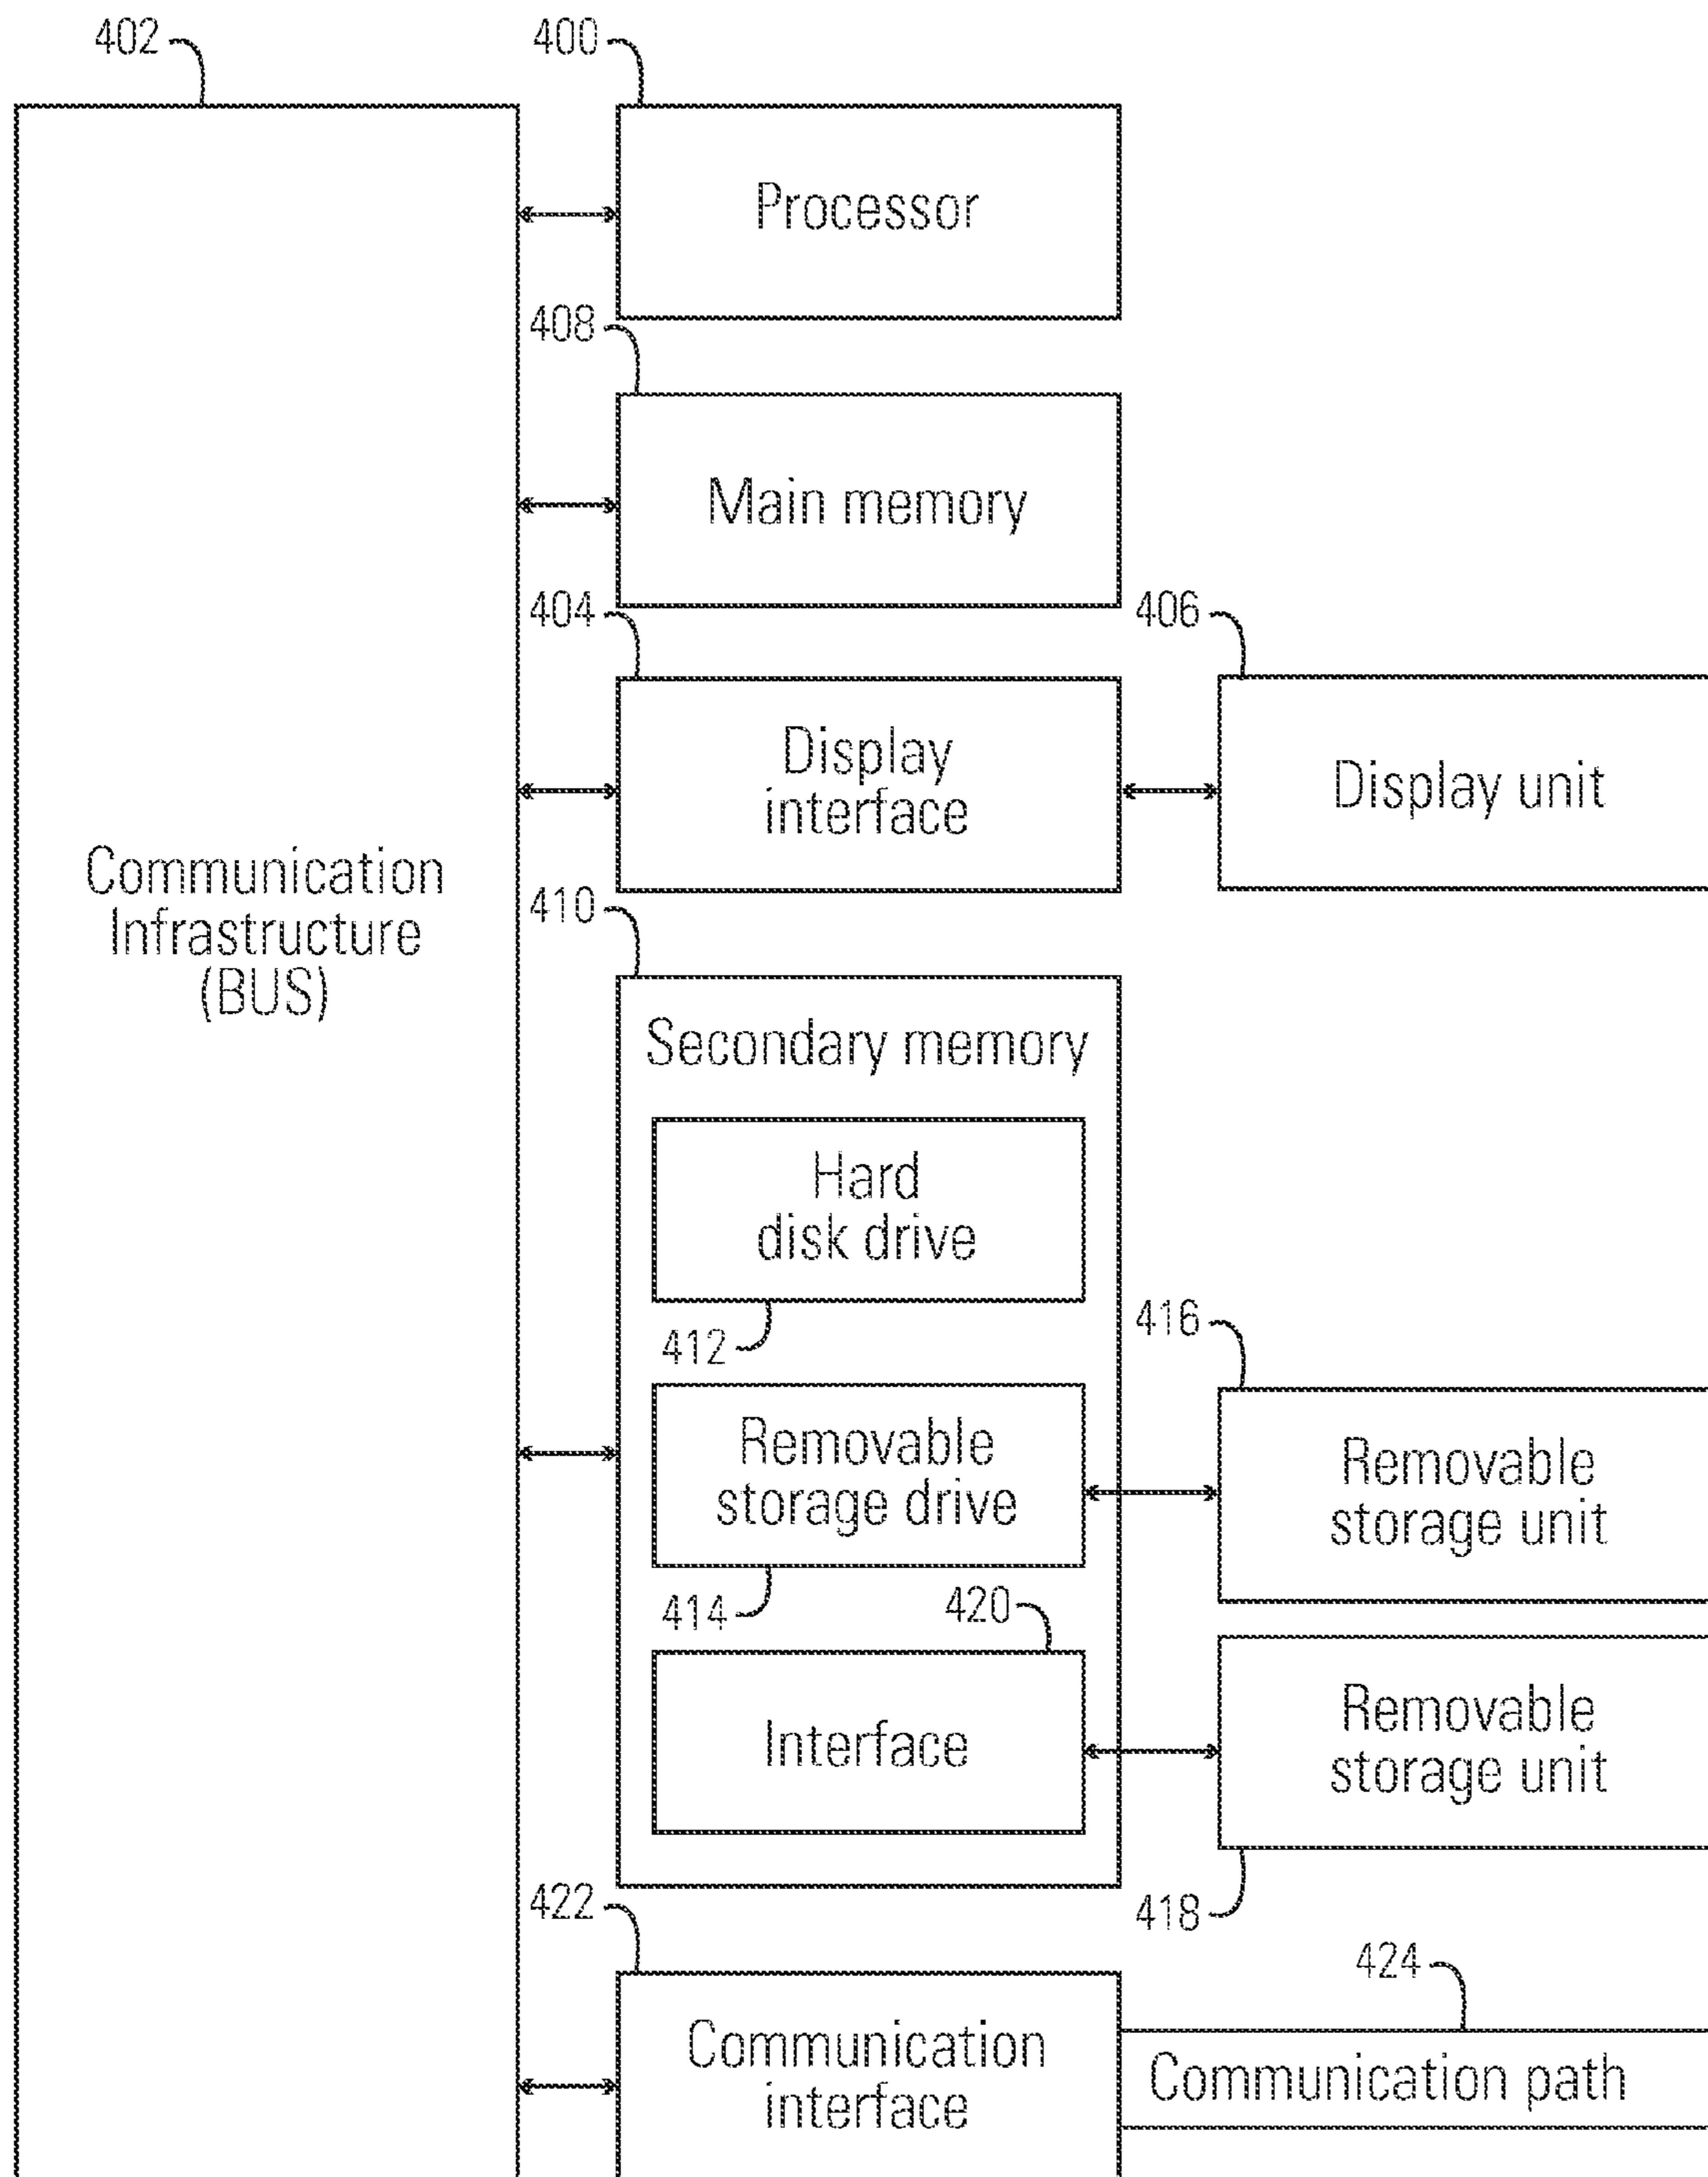 402
400
Processor
408
Main memory
404
406
Display
interface
Display unit
Communication
Infrastructure
(BUS)
410
Secondary memory
Hard
disk drive
412
416
Removable
storage drive
Removable
storage unit
414
420
Interface
Removable
storage unit
418
422
424
Communication
interface
Communication path